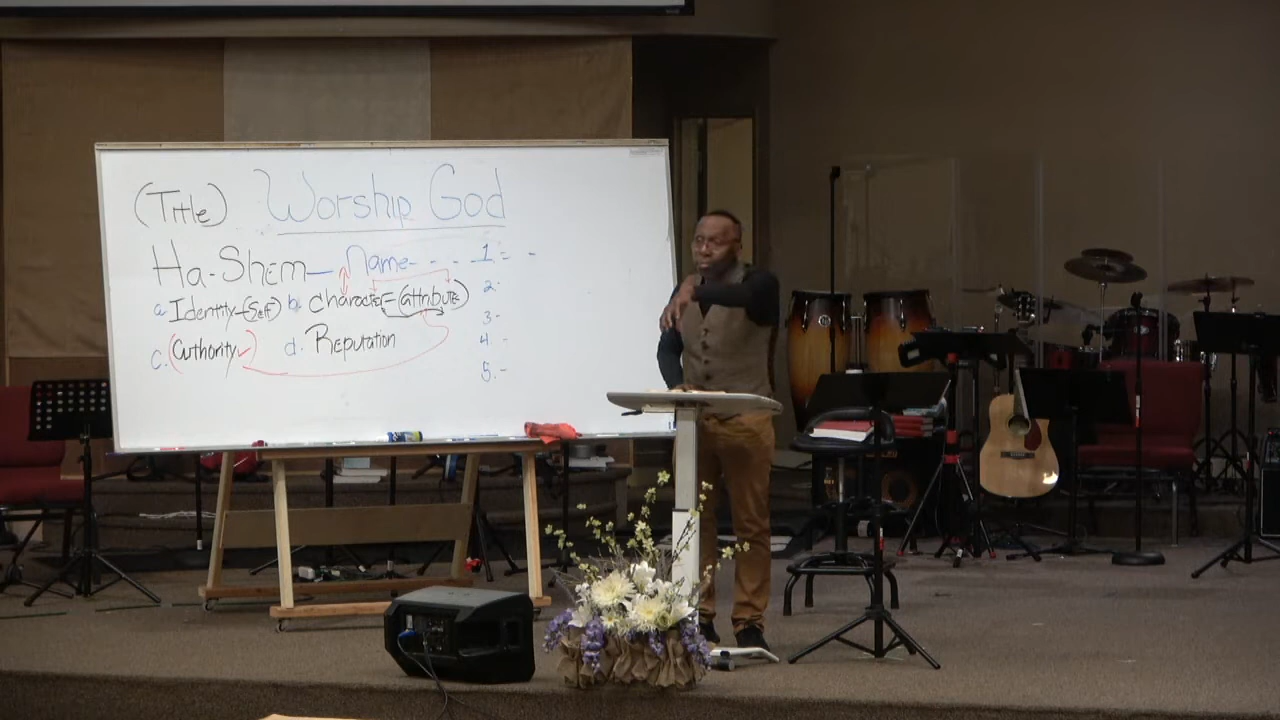 (Title) Worship God
Ha-Shem — Name - - - 1 = -
a. Identity-(Self) b. character=(attribute) 2-
c. (Authority✓) d. Reputation 3-
4.-
5.-